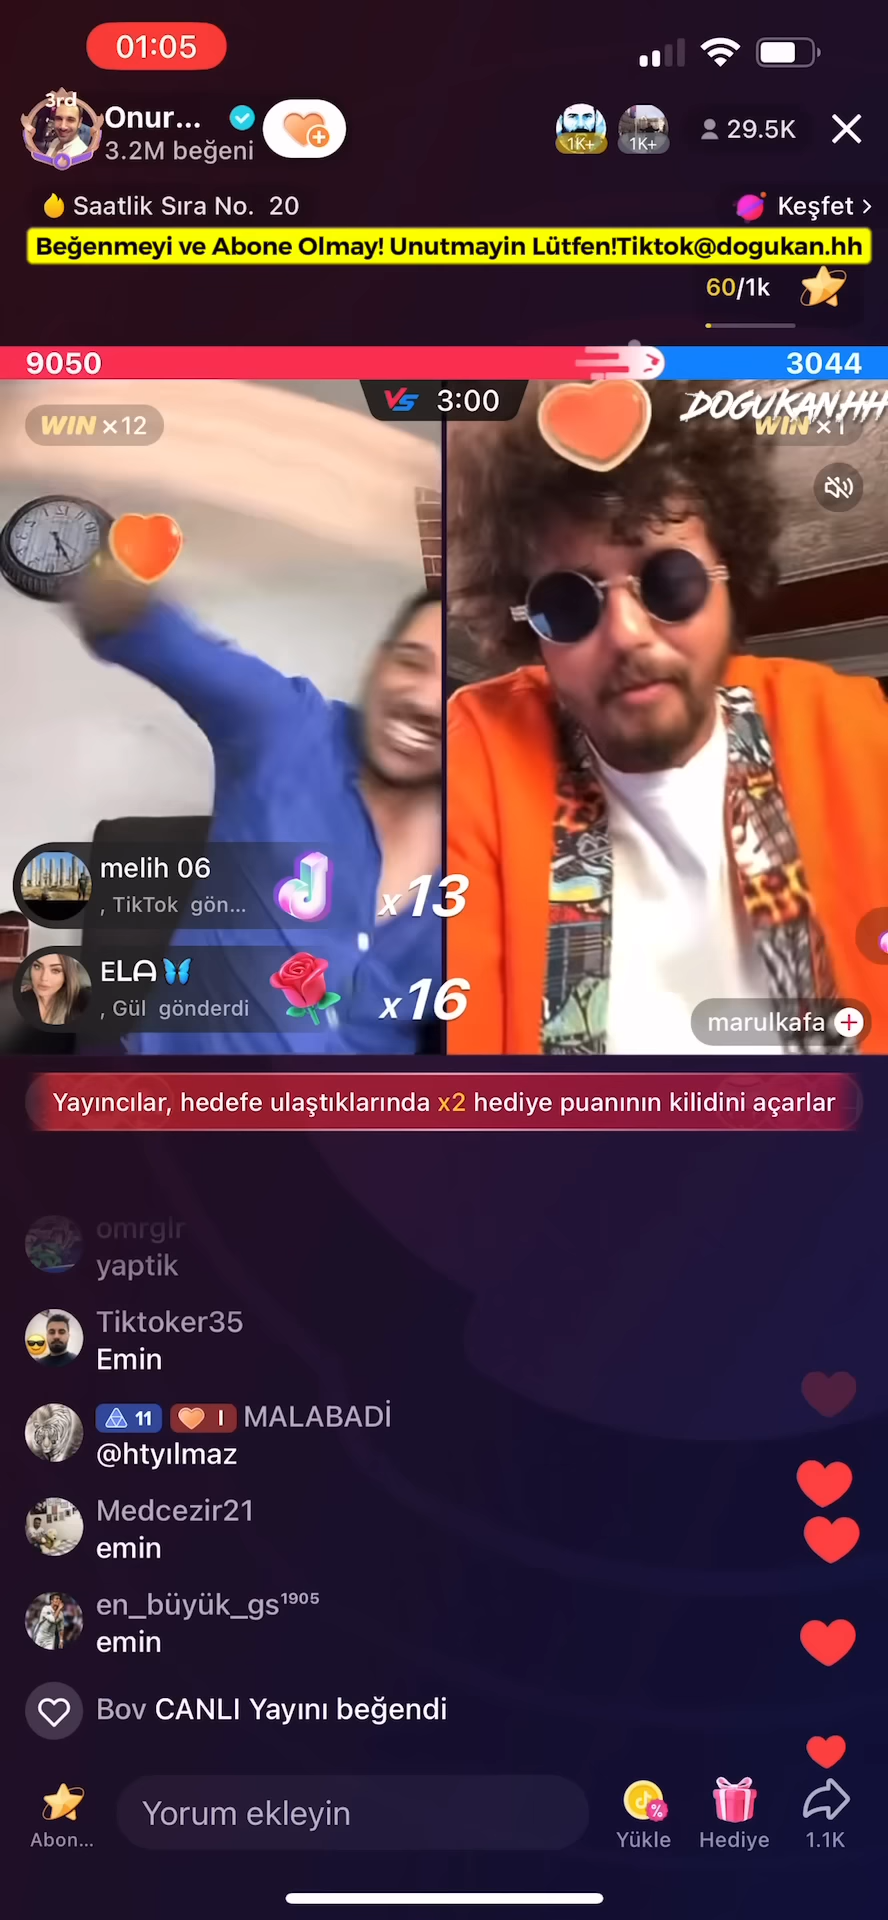 01:05
3rd
Onur...
3.2M beğeni
1K+
1K+
29.5K
Saatlik Sıra No. 20
Keşfet >
Beğenmeyi ve Abone Olmay! Unutmayin Lütfen!Tiktok@dogukan.hh
60/1k
9050
3044
VS 3:00
DOGUKAN.HH
WIN x12
WIN x1
melih 06
, TikTok gön...
x13
ELA
, Gül gönderdi
x16
marulkafa
Yayıncılar, hedefe ulaştıklarında x2 hediye puanının kilidini açarlar
omrglr
yaptik
Tiktoker35
Emin
11 I MALABADİ
@htyılmaz
Medcezir21
emin
en_büyük_gs¹⁹⁰⁵
emin
Bov CANLI Yayını beğendi
Abon...
Yorum ekleyin
Yükle
Hediye
1.1K